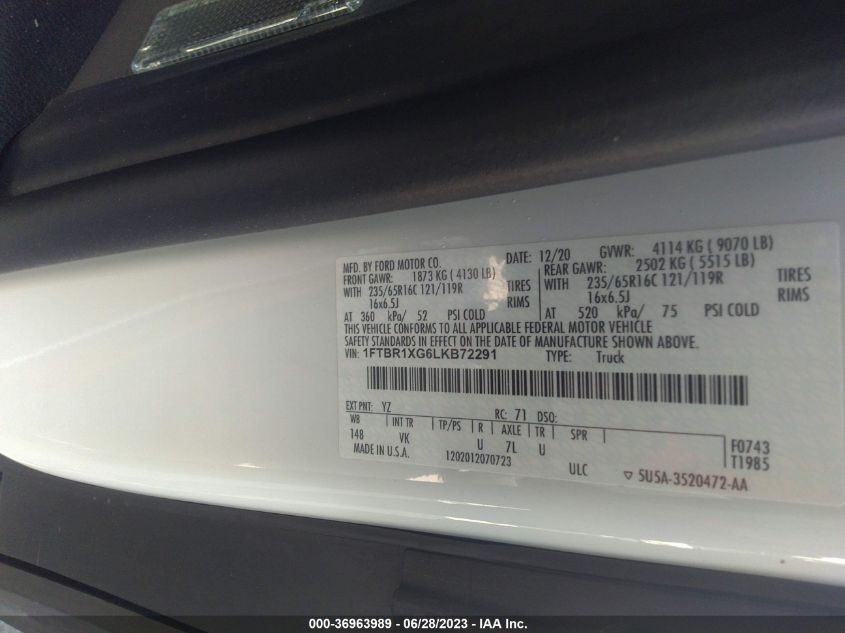 MFD. BY FORD MOTOR CO. DATE: 12/20 GVWR: 4114 KG ( 9070 LB)
FRONT GAWR: 1873 KG ( 4130 LB) REAR GAWR: 2502 KG ( 5515 LB)
WITH 235/65R16C 121/119R TIRES WITH 235/65R16C 121/119R TIRES
16x6.5J RIMS 16x6.5J RIMS
AT 360 kPa/ 52 PSI COLD AT 520 kPa/ 75 PSI COLD
THIS VEHICLE CONFORMS TO ALL APPLICABLE FEDERAL MOTOR VEHICLE
SAFETY STANDARDS IN EFFECT ON THE DATE OF MANUFACTURE SHOWN ABOVE.
VIN: 1FTBR1XG6LKB72291 TYPE: Truck
EXT PNT: YZ RC: 71 DSO:
WB INT TR TP/PS R AXLE TR SPR
148 VK U 7L U F0743
MADE IN U.S.A. 1202012070723 T1985
ULC ▽ 5USA-3520472-AA
000-36963989 / 06/28/2023 / IAA Inc.